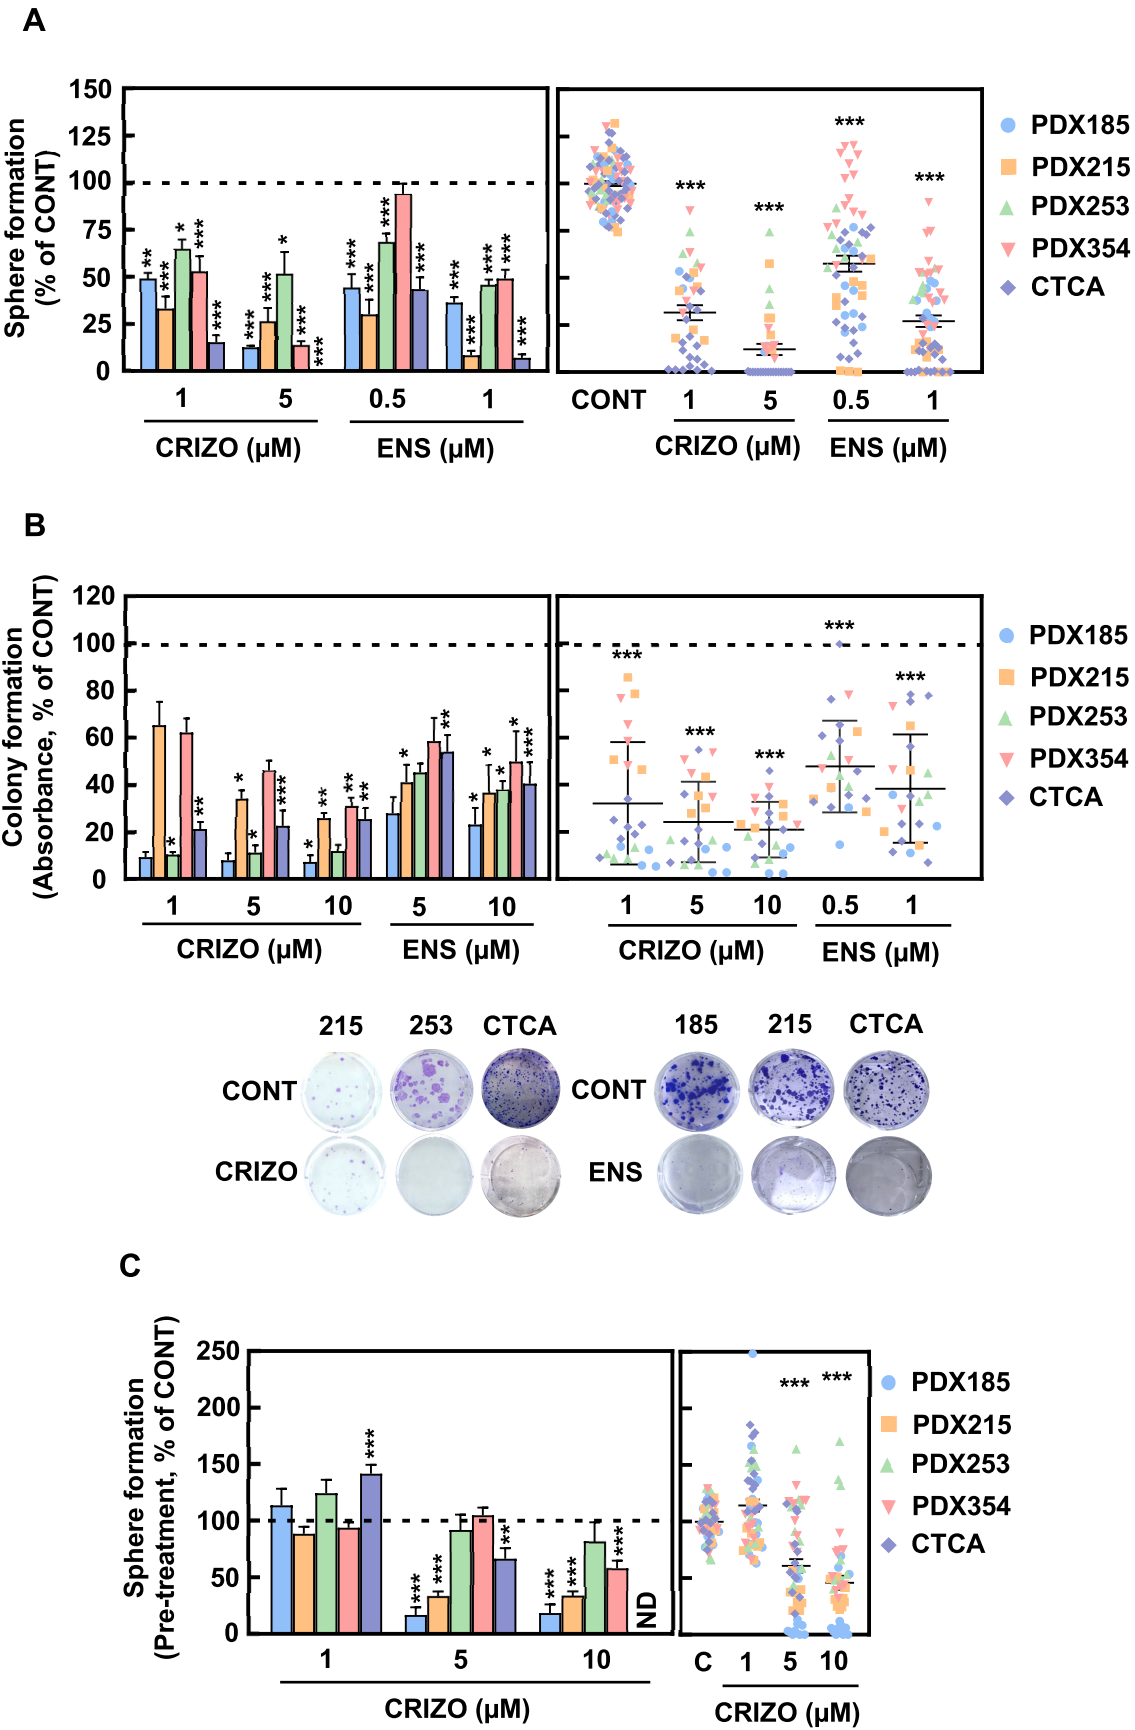 A
Sphere formation
(% of CONT)
150
125
100
75
50
25
0
** *** * *** *** *** *** * *** *** *** *** *** *** *** *** *** *** ***
*** *** *** ***
1 5 0.5 1
CRIZO (µM) ENS (µM)
CONT 1 5 0.5 1
CRIZO (µM) ENS (µM)
PDX185
PDX215
PDX253
PDX354
CTCA
B
Colony formation
(Absorbance, % of CONT)
120
100
80
60
40
20
0
* ** * * *** * ** ** ** * ** * * * * ***
*** *** *** *** ***
1 5 10 5 10
CRIZO (µM) ENS (µM)
1 5 10 0.5 1
CRIZO (µM) ENS (µM)
PDX185
PDX215
PDX253
PDX354
CTCA
215 253 CTCA 185 215 CTCA
CONT CONT
CRIZO ENS
C
Sphere formation
(Pre-treatment, % of CONT)
250
200
150
100
50
0
*** *** *** ** *** *** *** ND
*** ***
1 5 10
CRIZO (µM)
C 1 5 10
CRIZO (µM)
PDX185
PDX215
PDX253
PDX354
CTCA